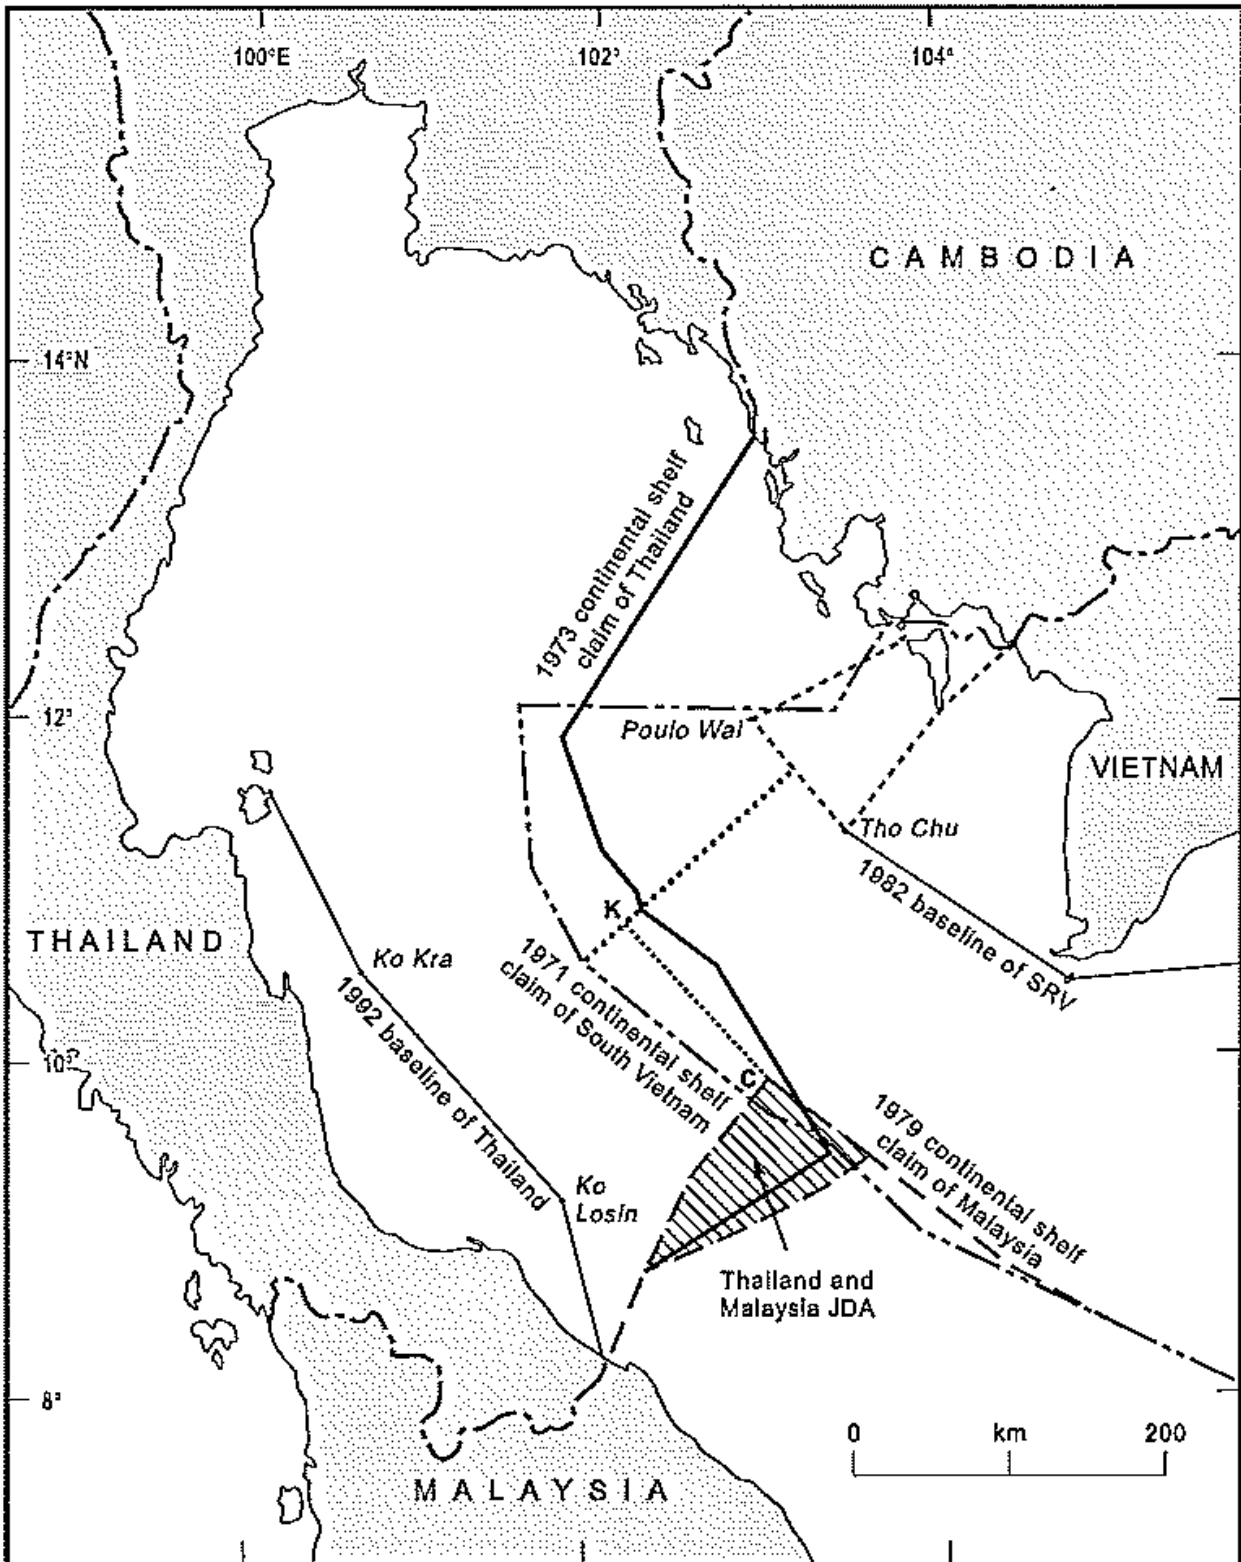 100°E
102°
104°
CAMBODIA
14°N
1973 continental shelf
claim of Thailand
12°
Poulo Wai
VIETNAM
Tho Chu
1982 baseline of SRV
K
THAILAND
Ko Kra
1971 continental shelf
claim of South Vietnam
1992 baseline of Thailand
10°
C
1979 continental shelf
claim of Malaysia
Ko
Losin
Thailand and
Malaysia JDA
8°
0 km 200
MALAYSIA